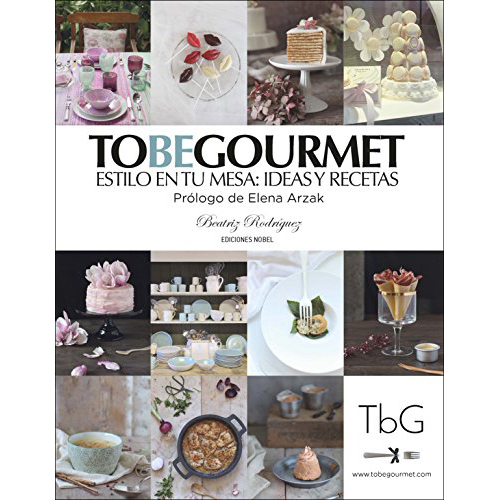 TOBEGOURMET
ESTILO EN TU MESA: IDEAS Y RECETAS
Prólogo de Elena Arzak
Beatriz Rodríguez
EDICIONES NOBEL
TbG
www.tobegourmet.com